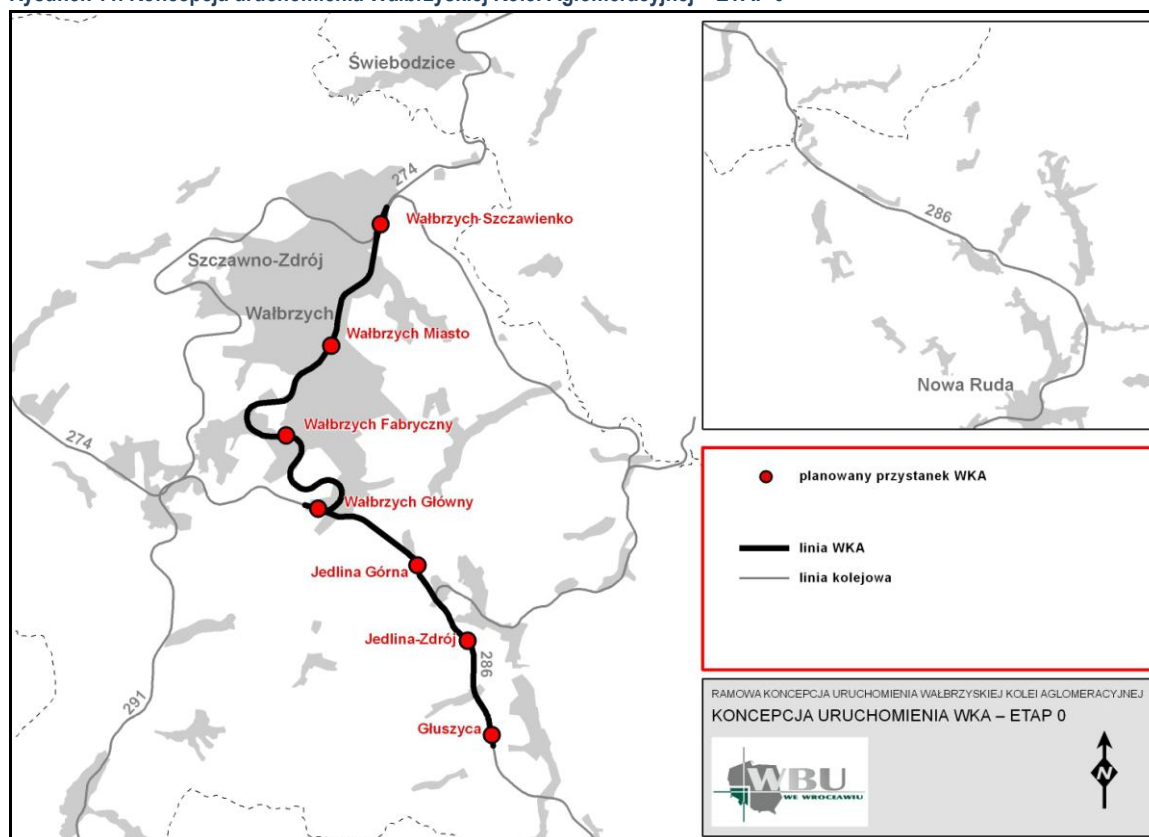 Świebodzice
274
Wałbrzych Szczawienko
Szczawno-Zdrój
Wałbrzych
Wałbrzych Miasto
Wałbrzych Fabryczny
274
Wałbrzych Główny
Jedlina Górna
Jedlina-Zdrój
286
291
Głuszyca
286
Nowa Ruda
planowany przystanek WKA
linia WKA
linia kolejowa
RAMOWA KONCEPCJA URUCHOMIENIA WAŁBRZYSKIEJ KOLEI AGLOMERACYJNEJ
KONCEPCJA URUCHOMIENIA WKA – ETAP 0
WBU
WE WROCŁAWIU
N